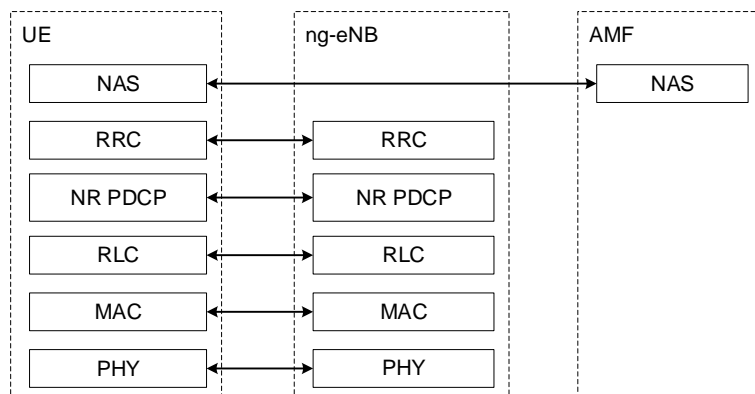 UE ng-eNB AMF
NAS NAS
RRC RRC
NR PDCP NR PDCP
RLC RLC
MAC MAC
PHY PHY